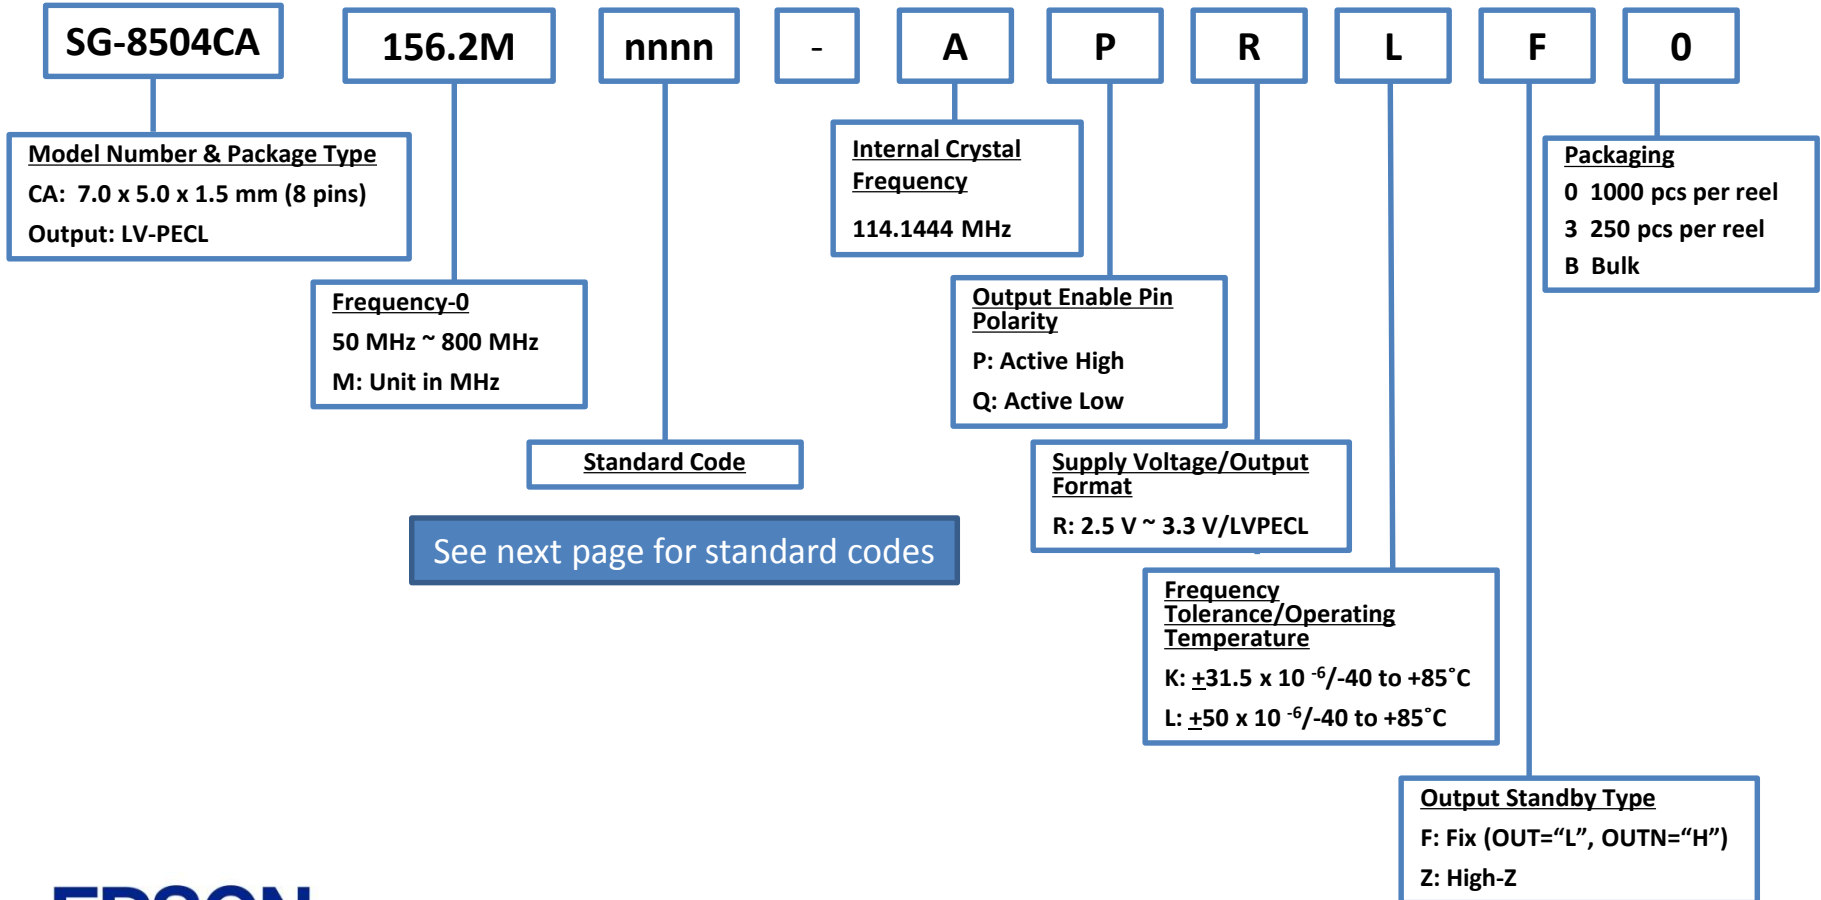 SG-8504CA 156.2M nnnn - A P R L F 0
Model Number & Package Type
CA: 7.0 x 5.0 x 1.5 mm (8 pins)
Output: LV-PECL
Frequency-0
50 MHz ~ 800 MHz
M: Unit in MHz
Standard Code
See next page for standard codes
Internal Crystal
Frequency
114.1444 MHz
Output Enable Pin
Polarity
P: Active High
Q: Active Low
Supply Voltage/Output
Format
R: 2.5 V ~ 3.3 V/LVPECL
Frequency
Tolerance/Operating
Temperature
K: ±31.5 x 10 ⁻⁶/-40 to +85˚C
L: ±50 x 10 ⁻⁶/-40 to +85˚C
Output Standby Type
F: Fix (OUT=“L”, OUTN=“H”)
Z: High-Z
Packaging
0 1000 pcs per reel
3 250 pcs per reel
B Bulk
EPSON